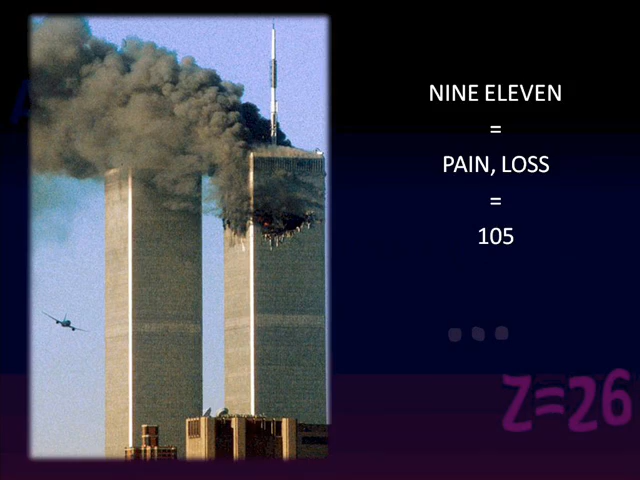 NINE ELEVEN
=
PAIN, LOSS
=
105
...
Z=26